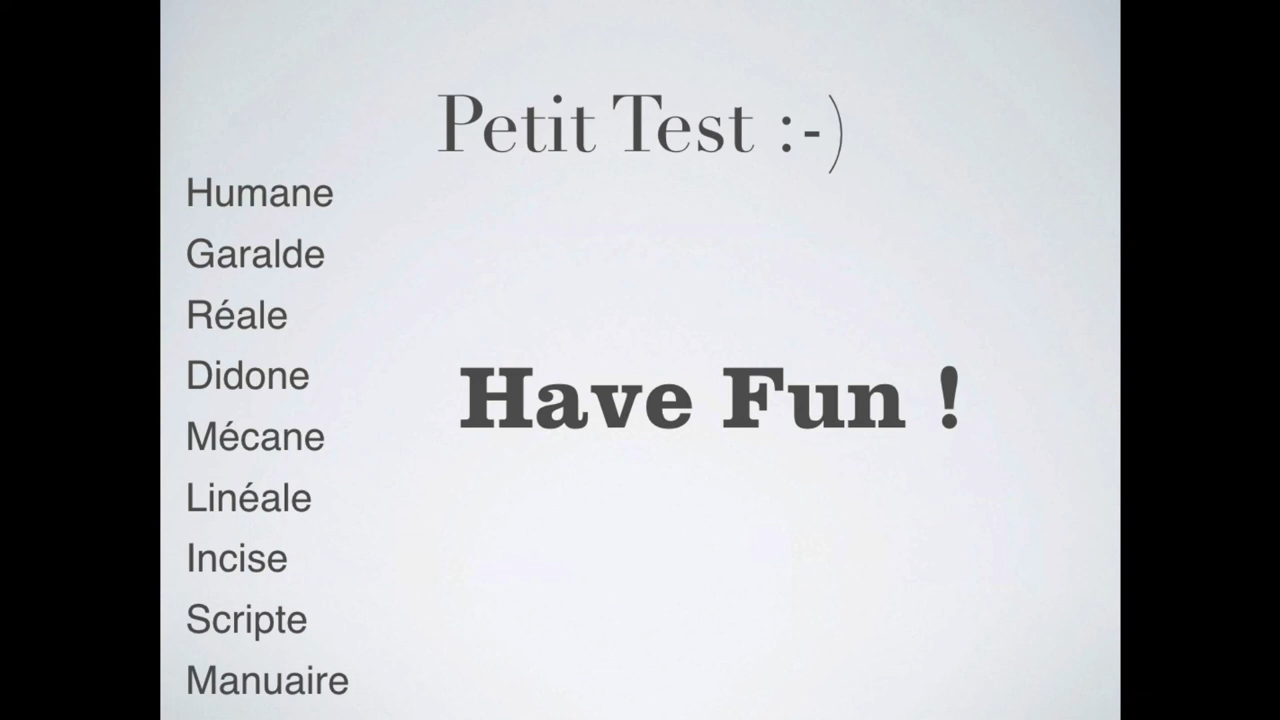 Petit Test :-)
Humane
Garalde
Réale
Didone
Mécane
Linéale
Incise
Scripte
Manuaire
Have Fun !